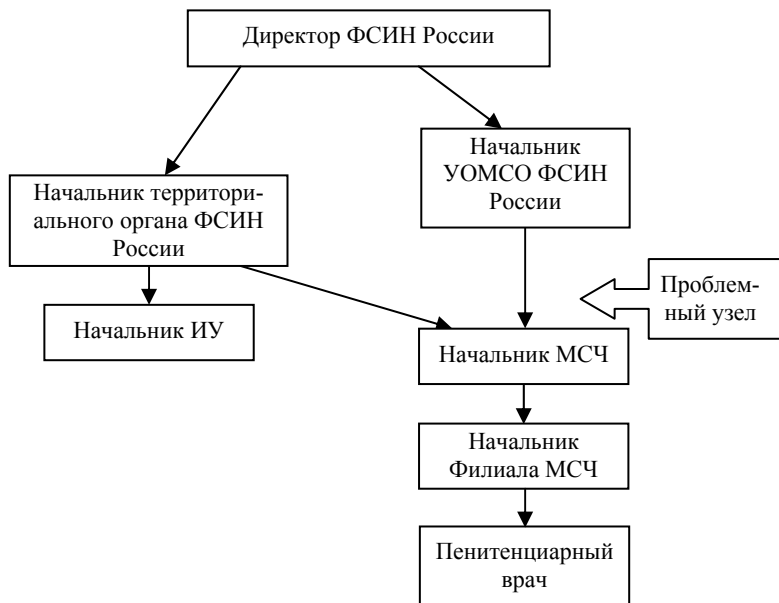 Директор ФСИН России
Начальник
УОМСО ФСИН
России
Начальник территори-
ального органа ФСИН
России
Проблем-
ный узел
Начальник ИУ
Начальник МСЧ
Начальник
Филиала МСЧ
Пенитенциарный
врач